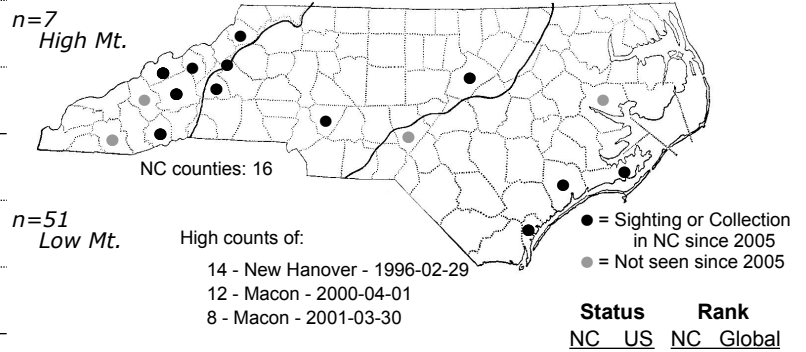 n=7
High Mt.
NC counties: 16
n=51
Low Mt.
High counts of:
14 - New Hanover - 1996-02-29
12 - Macon - 2000-04-01
8 - Macon - 2001-03-30
= Sighting or Collection
in NC since 2005
= Not seen since 2005
Status Rank
NC US NC Global